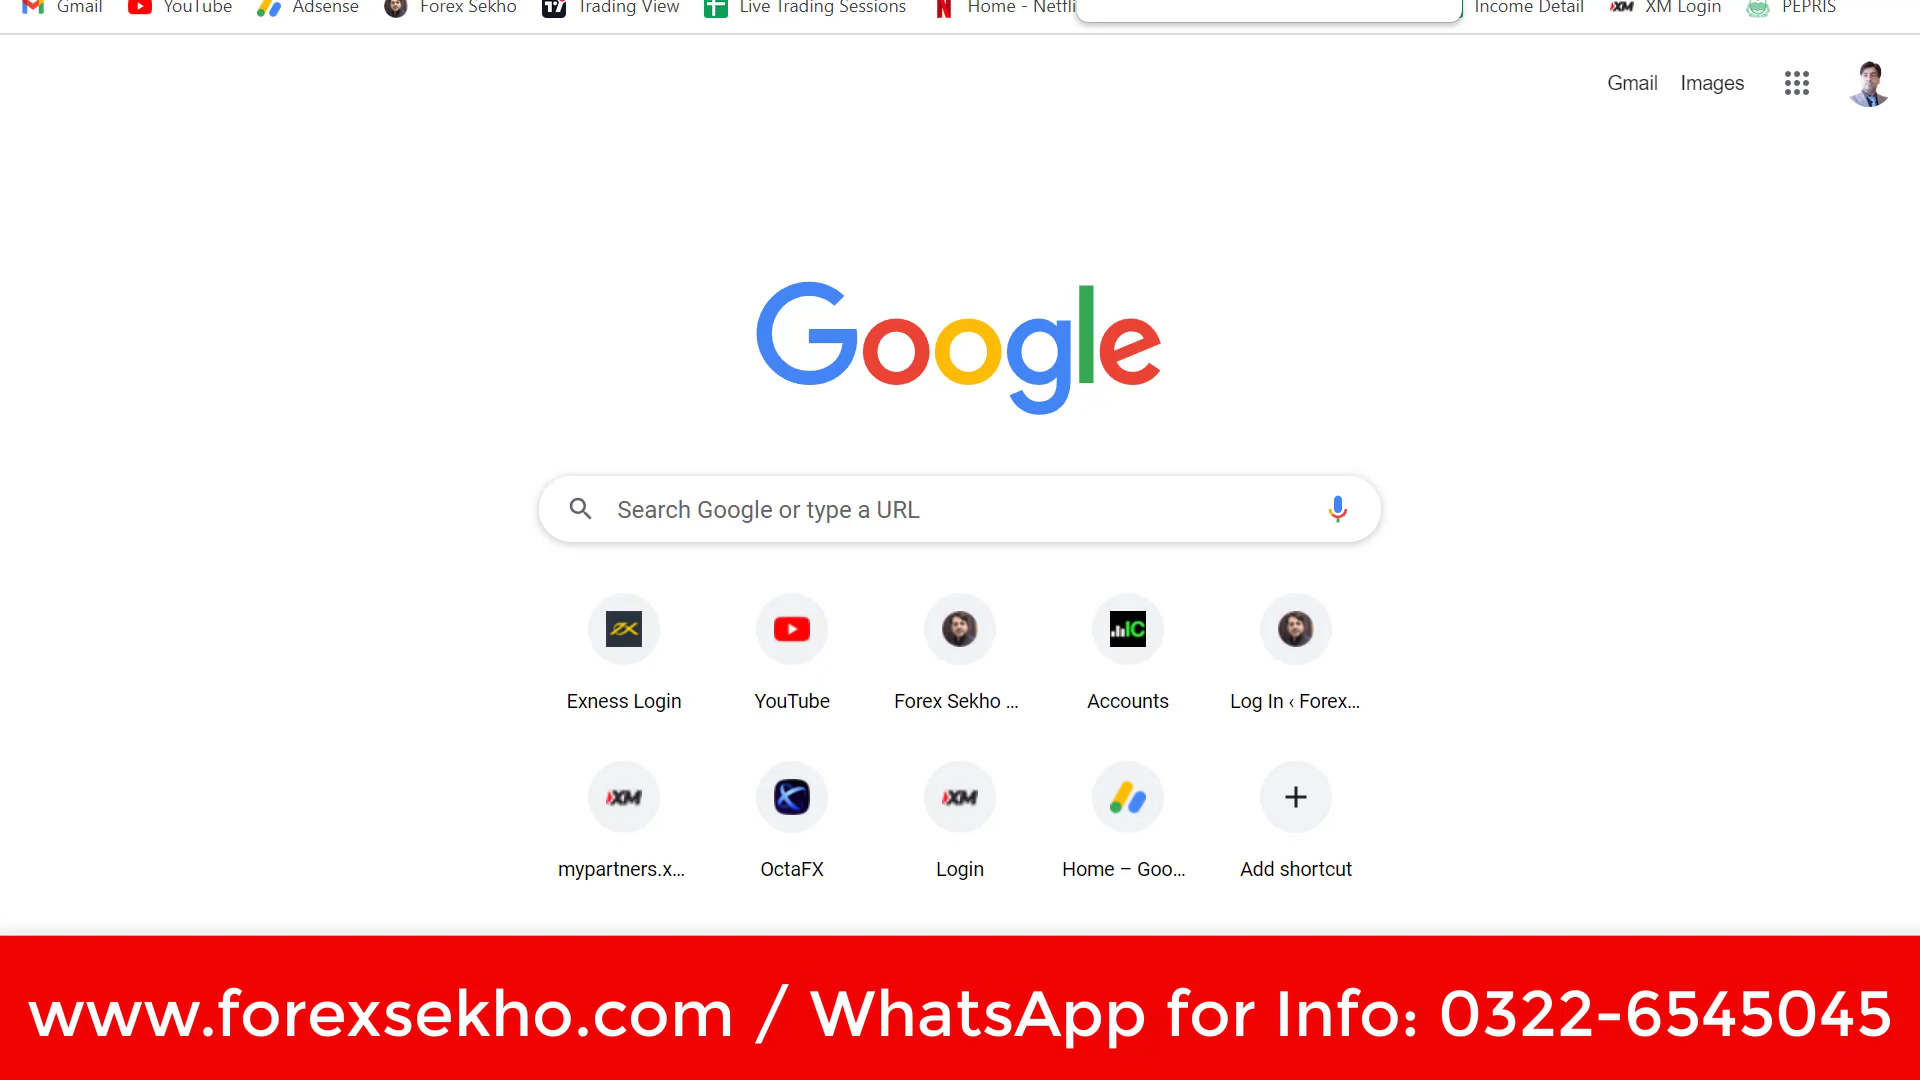 Gmail YouTube Adsense Forex Sekho Trading View Live Trading Sessions Home - Netfli Income Detail XM Login PEPRIS
Gmail Images
Google
Search Google or type a URL
Exness Login YouTube Forex Sekho ... Accounts Log In ‹ Forex...
mypartners.x... OctaFX Login Home – Goo... Add shortcut
www.forexsekho.com / WhatsApp for Info: 0322-6545045